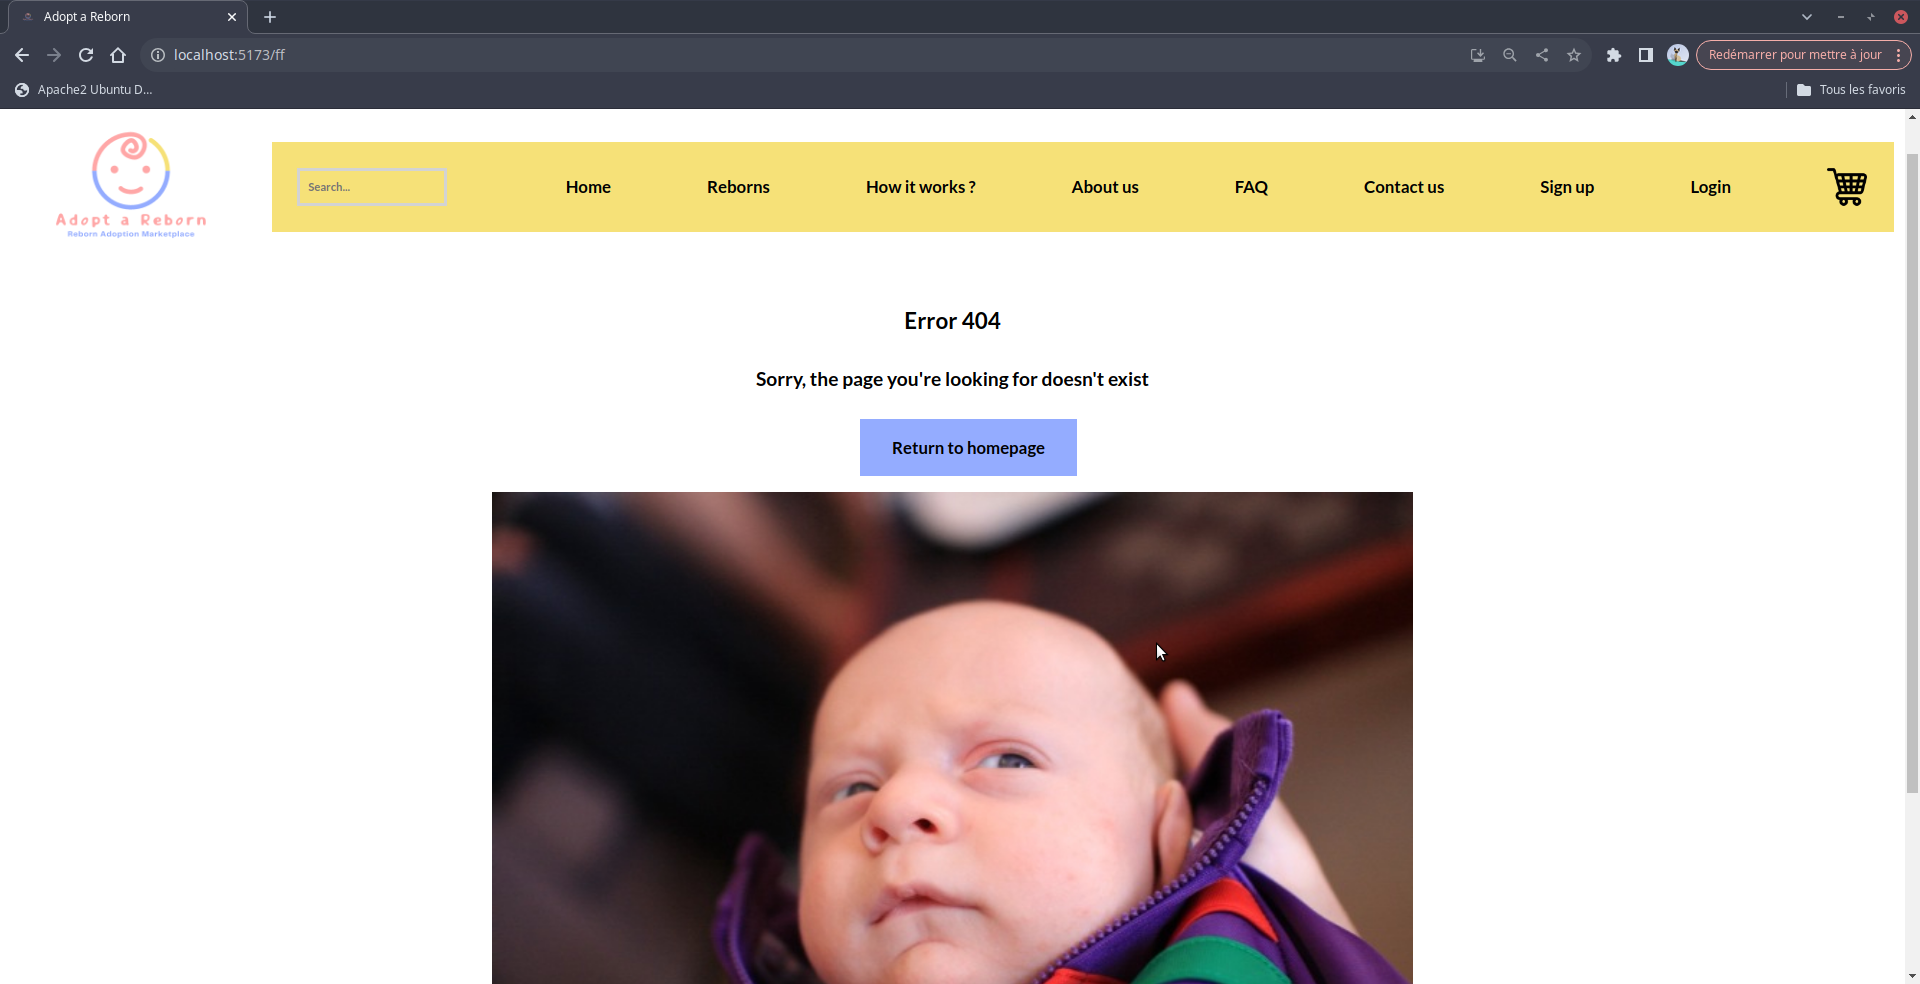 Adopt a Reborn
localhost:5173/ff
Redémarrer pour mettre à jour
Apache2 Ubuntu D...
Tous les favoris
Adopt a Reborn
Reborn Adoption Marketplace
Search...
Home
Reborns
How it works ?
About us
FAQ
Contact us
Sign up
Login
Error 404
Sorry, the page you're looking for doesn't exist
Return to homepage